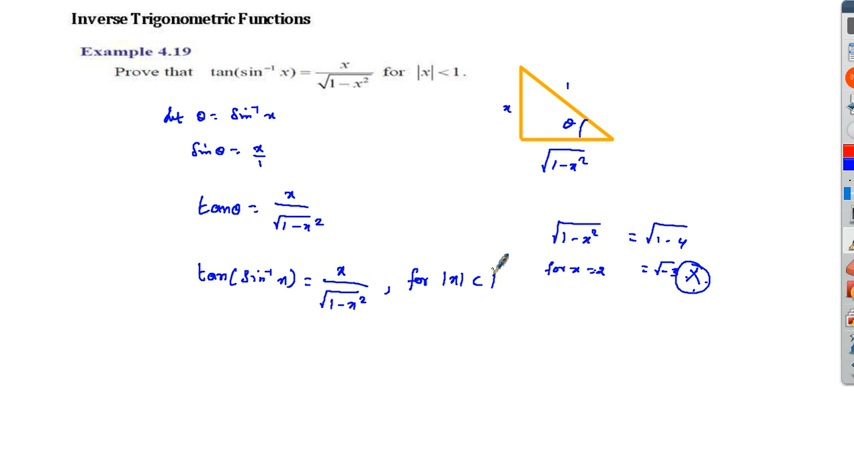 Inverse Trigonometric Functions
Example 4.19
Prove that tan(sin⁻¹ x) = x/√(1−x²) for |x| < 1.
Let θ = sin⁻¹ x
sin θ = x/1
tan θ = x/√(1−x²)
tan(sin⁻¹ x) = x/√(1−x²) , for |x| < 1
x
1
θ
√(1−x²)
√(1−x²) = √(1−4)
for x = 2 = √−3 X